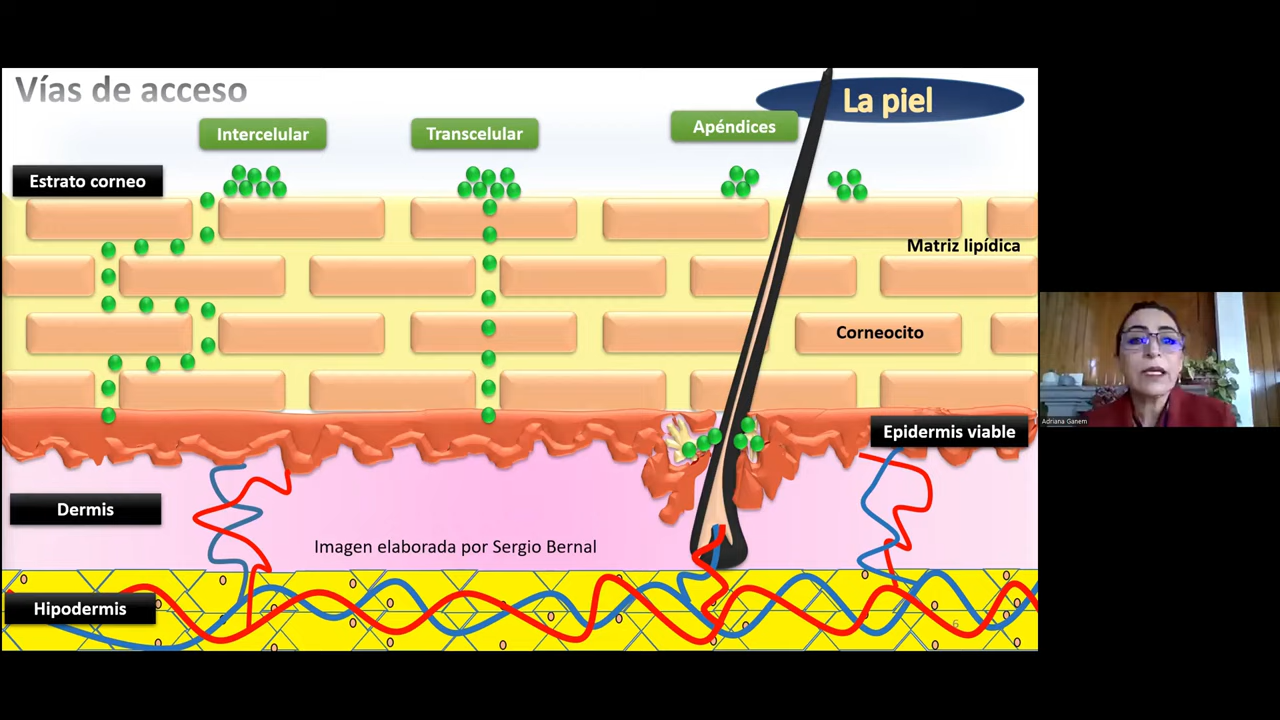 Vías de acceso
La piel
Intercelular
Transcelular
Apéndices
Estrato corneo
Matriz lipídica
Corneocito
Epidermis viable
Dermis
Imagen elaborada por Sergio Bernal
Hipodermis
6
Adriana Ganem